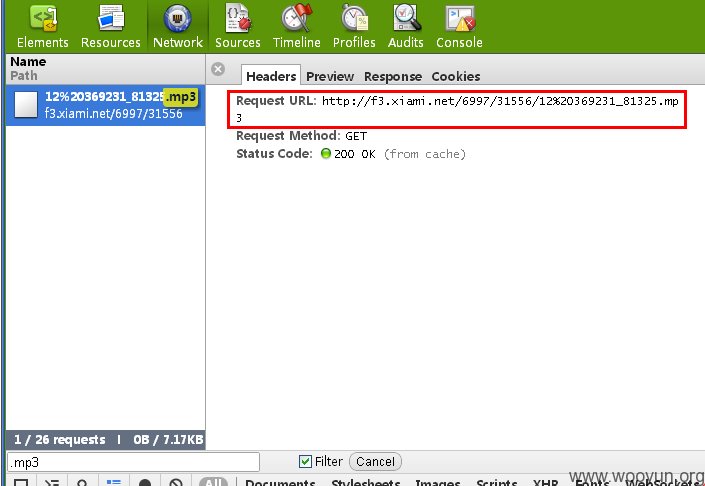 Elements Resources Network Sources Timeline Profiles Audits Console
Name
Path
12%20369231_81325.mp3
f3.xiami.net/6997/31556
Headers Preview Response Cookies
Request URL: http://f3.xiami.net/6997/31556/12%20369231_81325.mp
3
Request Method: GET
Status Code: 200 OK (from cache)
1 / 26 requests I 0B / 7.17KB
.mp3
Filter Cancel
All Documents Stylesheets Images Scripts XHR Fonts WebSockets
www.wooyun.org